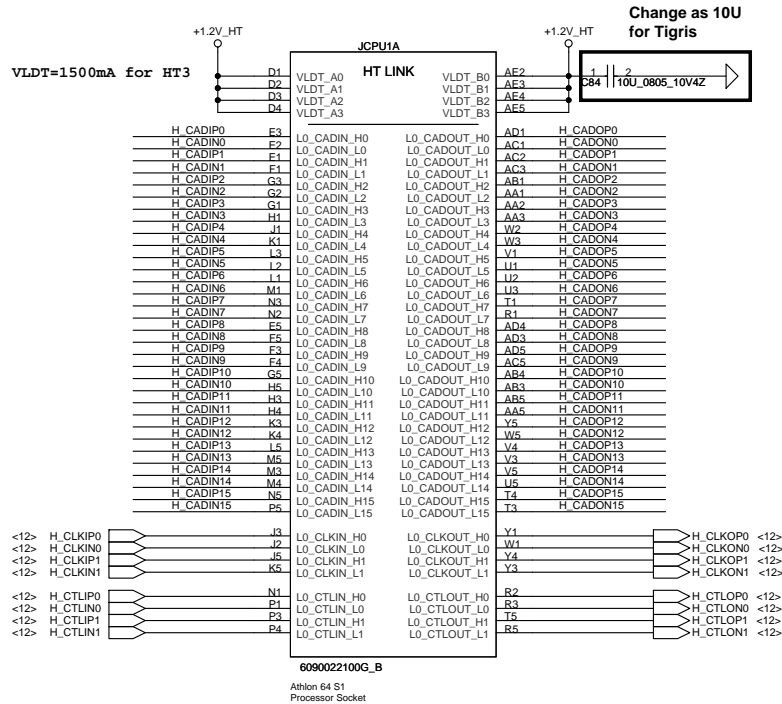 Change as 10U
for Tigris
+1.2V_HT
+1.2V_HT
JCPU1A
VLDT=1500mA for HT3
HT LINK
D1 VLDT_A0 VLDT_B0 AE2
D2 VLDT_A1 VLDT_B1 AE3
D3 VLDT_A2 VLDT_B2 AE4
D4 VLDT_A3 VLDT_B3 AE5
1 2
C84 10U_0805_10V4Z
H_CADIP0 E3 L0_CADIN_H0 L0_CADOUT_H0 AD1 H_CADOP0
H_CADIN0 E2 L0_CADIN_L0 L0_CADOUT_L0 AC1 H_CADON0
H_CADIP1 E1 L0_CADIN_H1 L0_CADOUT_H1 AC2 H_CADOP1
H_CADIN1 F1 L0_CADIN_L1 L0_CADOUT_L1 AC3 H_CADON1
H_CADIP2 G3 L0_CADIN_H2 L0_CADOUT_H2 AB1 H_CADOP2
H_CADIN2 G2 L0_CADIN_L2 L0_CADOUT_L2 AA1 H_CADON2
H_CADIP3 G1 L0_CADIN_H3 L0_CADOUT_H3 AA2 H_CADOP3
H_CADIN3 H1 L0_CADIN_L3 L0_CADOUT_L3 AA3 H_CADON3
H_CADIP4 J1 L0_CADIN_H4 L0_CADOUT_H4 W2 H_CADOP4
H_CADIN4 K1 L0_CADIN_L4 L0_CADOUT_L4 W3 H_CADON4
H_CADIP5 L3 L0_CADIN_H5 L0_CADOUT_H5 V1 H_CADOP5
H_CADIN5 L2 L0_CADIN_L5 L0_CADOUT_L5 U1 H_CADON5
H_CADIP6 L1 L0_CADIN_H6 L0_CADOUT_H6 U2 H_CADOP6
H_CADIN6 M1 L0_CADIN_L6 L0_CADOUT_L6 U3 H_CADON6
H_CADIP7 N3 L0_CADIN_H7 L0_CADOUT_H7 T1 H_CADOP7
H_CADIN7 N2 L0_CADIN_L7 L0_CADOUT_L7 R1 H_CADON7
H_CADIP8 E5 L0_CADIN_H8 L0_CADOUT_H8 AD4 H_CADOP8
H_CADIN8 F5 L0_CADIN_L8 L0_CADOUT_L8 AD3 H_CADON8
H_CADIP9 F3 L0_CADIN_H9 L0_CADOUT_H9 AD5 H_CADOP9
H_CADIN9 F4 L0_CADIN_L9 L0_CADOUT_L9 AC5 H_CADON9
H_CADIP10 G5 L0_CADIN_H10 L0_CADOUT_H10 AB4 H_CADOP10
H_CADIN10 H5 L0_CADIN_L10 L0_CADOUT_L10 AB3 H_CADON10
H_CADIP11 H3 L0_CADIN_H11 L0_CADOUT_H11 AB5 H_CADOP11
H_CADIN11 H4 L0_CADIN_L11 L0_CADOUT_L11 AA5 H_CADON11
H_CADIP12 K3 L0_CADIN_H12 L0_CADOUT_H12 Y5 H_CADOP12
H_CADIN12 K4 L0_CADIN_L12 L0_CADOUT_L12 W5 H_CADON12
H_CADIP13 L5 L0_CADIN_H13 L0_CADOUT_H13 V4 H_CADOP13
H_CADIN13 M5 L0_CADIN_L13 L0_CADOUT_L13 V3 H_CADON13
H_CADIP14 M3 L0_CADIN_H14 L0_CADOUT_H14 V5 H_CADOP14
H_CADIN14 M4 L0_CADIN_L14 L0_CADOUT_L14 U5 H_CADON14
H_CADIP15 N5 L0_CADIN_H15 L0_CADOUT_H15 T4 H_CADOP15
H_CADIN15 P5 L0_CADIN_L15 L0_CADOUT_L15 T3 H_CADON15
<12> H_CLKIP0 J3 L0_CLKIN_H0 L0_CLKOUT_H0 Y1 H_CLKOP0 <12>
<12> H_CLKIN0 J2 L0_CLKIN_L0 L0_CLKOUT_L0 W1 H_CLKON0 <12>
<12> H_CLKIP1 J5 L0_CLKIN_H1 L0_CLKOUT_H1 Y4 H_CLKOP1 <12>
<12> H_CLKIN1 K5 L0_CLKIN_L1 L0_CLKOUT_L1 Y3 H_CLKON1 <12>
<12> H_CTLIP0 N1 L0_CTLIN_H0 L0_CTLOUT_H0 R2 H_CTLOP0 <12>
<12> H_CTLIN0 P1 L0_CTLIN_L0 L0_CTLOUT_L0 R3 H_CTLON0 <12>
<12> H_CTLIP1 P3 L0_CTLIN_H1 L0_CTLOUT_H1 T5 H_CTLOP1 <12>
<12> H_CTLIN1 P4 L0_CTLIN_L1 L0_CTLOUT_L1 R5 H_CTLON1 <12>
6090022100G_B
Athlon 64 S1
Processor Socket